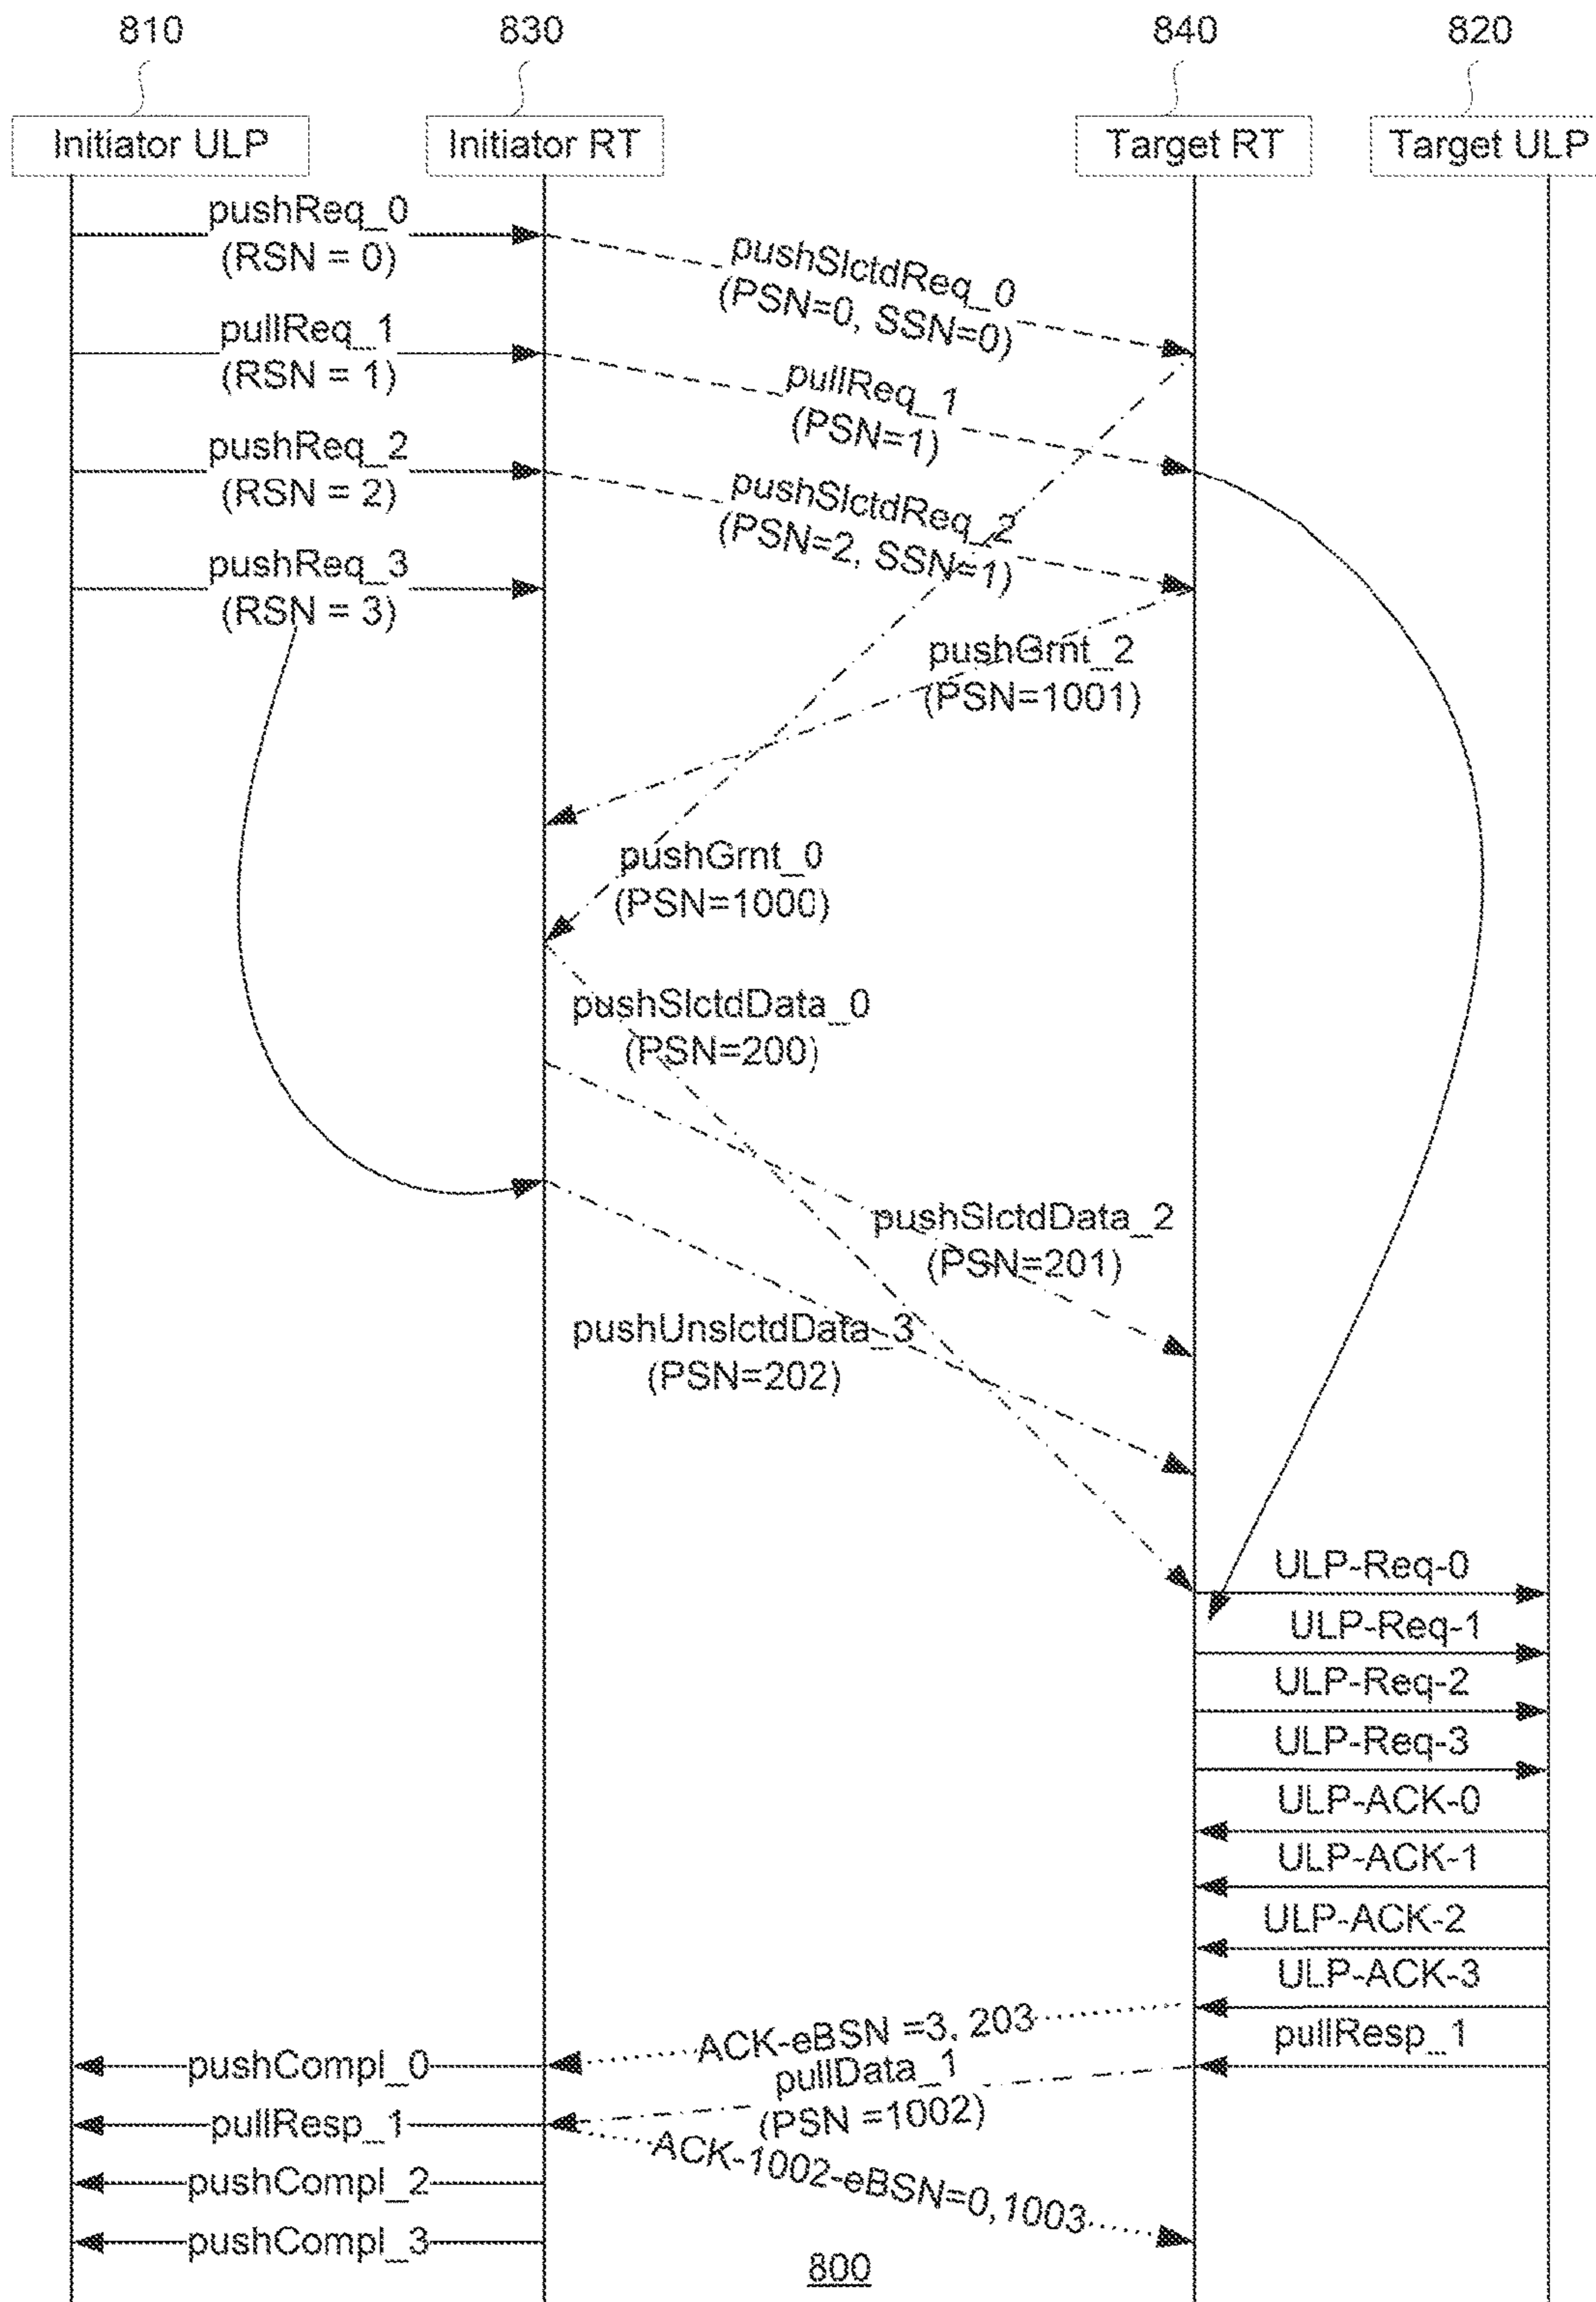 810
830
840
820
Initiator ULP
Initiator RT
Target RT
Target ULP
pushReq_0
(RSN = 0)
pushSlctdReq_0
(PSN=0, SSN=0)
pullReq_1
(RSN = 1)
pullReq_1
(PSN=1)
pushReq_2
(RSN = 2)
pushSlctdReq_2
(PSN=2, SSN=1)
pushReq_3
(RSN = 3)
pushGrnt_2
(PSN=1001)
pushGrnt_0
(PSN=1000)
pushSlctdData_0
(PSN=200)
pushSlctdData_2
(PSN=201)
pushUnslctdData_3
(PSN=202)
ULP-Req-0
ULP-Req-1
ULP-Req-2
ULP-Req-3
ULP-ACK-0
ULP-ACK-1
ULP-ACK-2
ULP-ACK-3
ACK-eBSN =3, 203
pullResp_1
pushCompl_0
pullData_1
(PSN =1002)
pullResp_1
ACK-1002-eBSN=0,1003
pushCompl_2
pushCompl_3
800